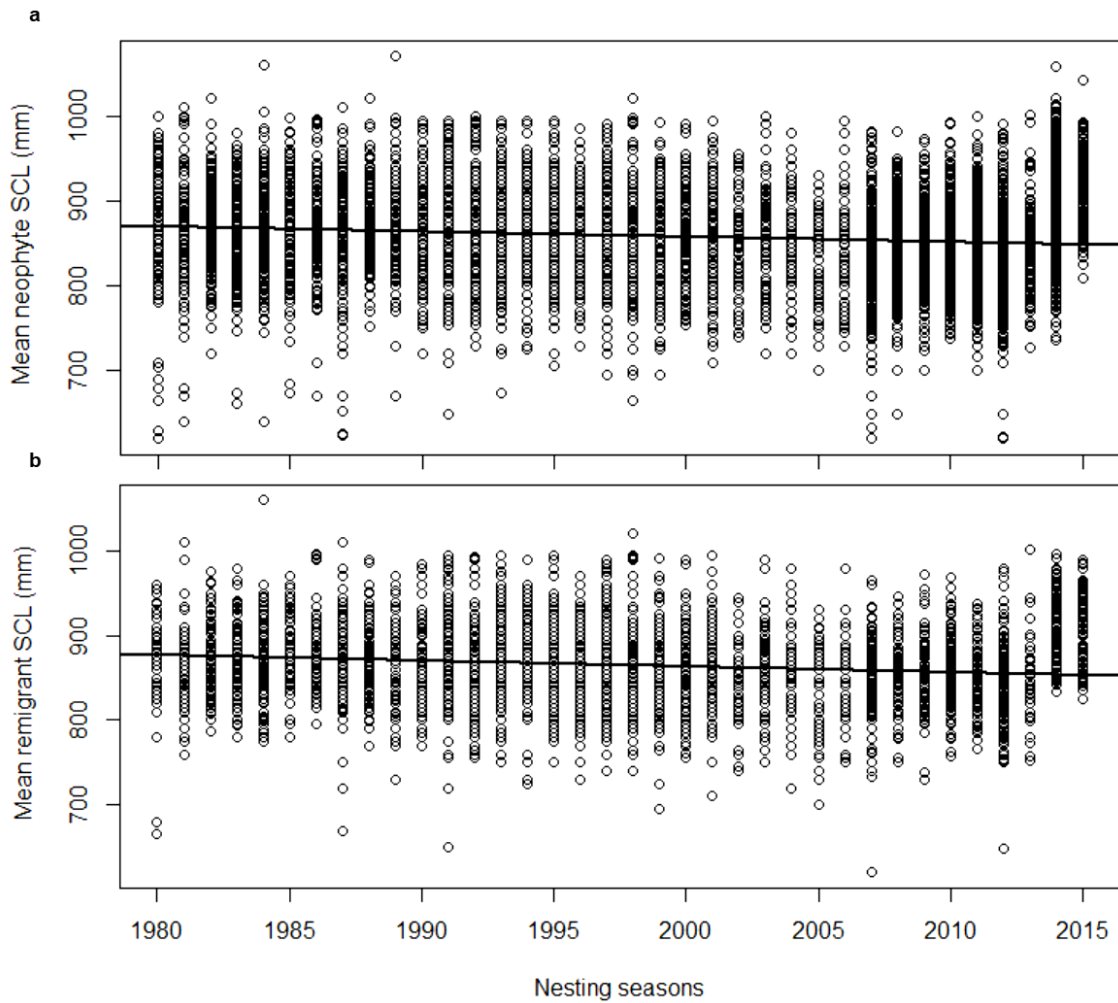 a
Mean neophyte SCL (mm)
1000
900
800
700
b
Mean remigrant SCL (mm)
1000
900
800
700
1980 1985 1990 1995 2000 2005 2010 2015
Nesting seasons